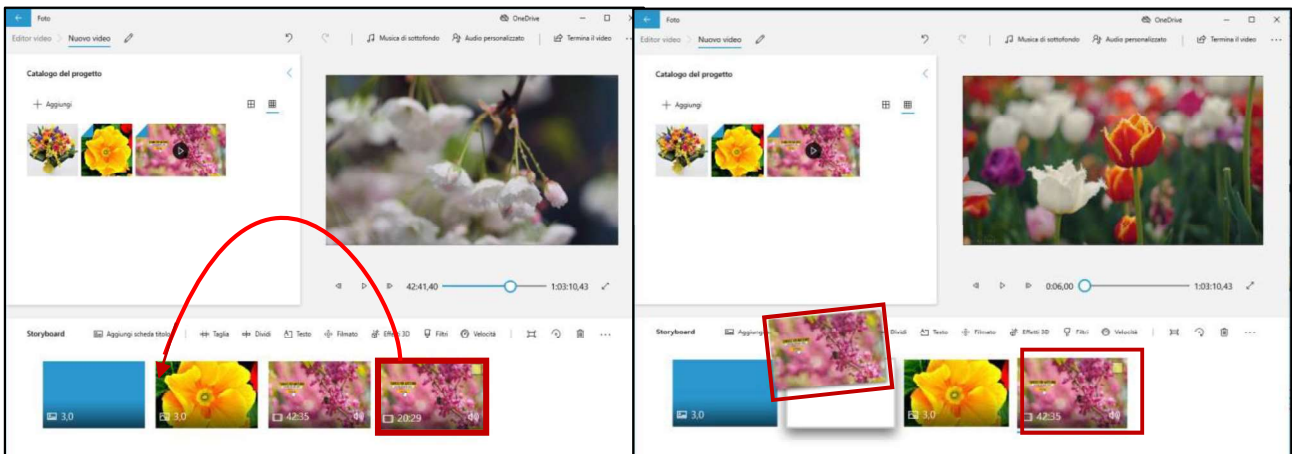 Foto
OneDrive
Editor video > Nuovo video
Musica di sottofondo Audio personalizzato Termina il video ...
Catalogo del progetto
+ Aggiungi
42:41,40 1:03:10,43
Storyboard Aggiungi scheda titolo Taglia Dividi Testo Filmato Effetti 3D Filtri Velocità ...
3,0 3,0 42:35 20:29
Foto
OneDrive
Editor video > Nuovo video
Musica di sottofondo Audio personalizzato Termina il video ...
Catalogo del progetto
+ Aggiungi
0:06,00 1:03:10,43
Storyboard Dividi Testo Filmato Effetti 3D Filtri Velocità ...
3,0 3,0 42:35